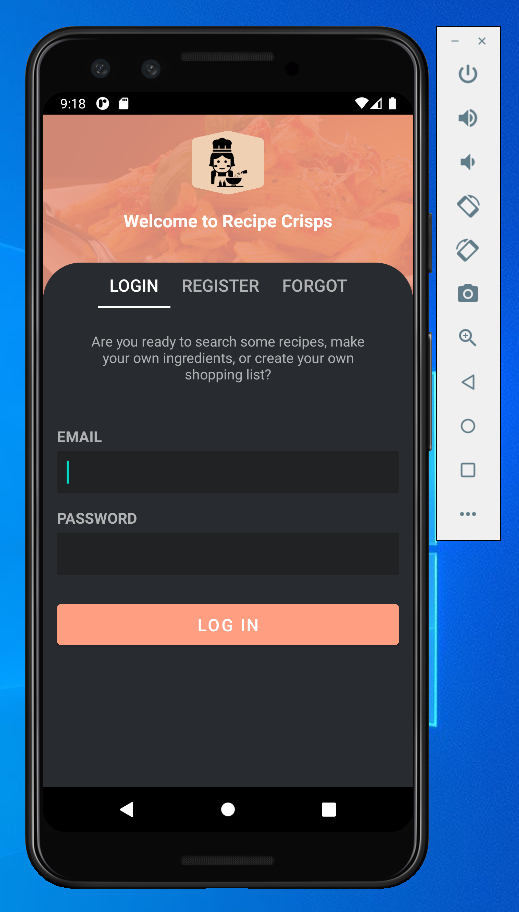 9:18
Welcome to Recipe Crisps
LOGIN REGISTER FORGOT
Are you ready to search some recipes, make
your own ingredients, or create your own
shopping list?
EMAIL
PASSWORD
LOG IN